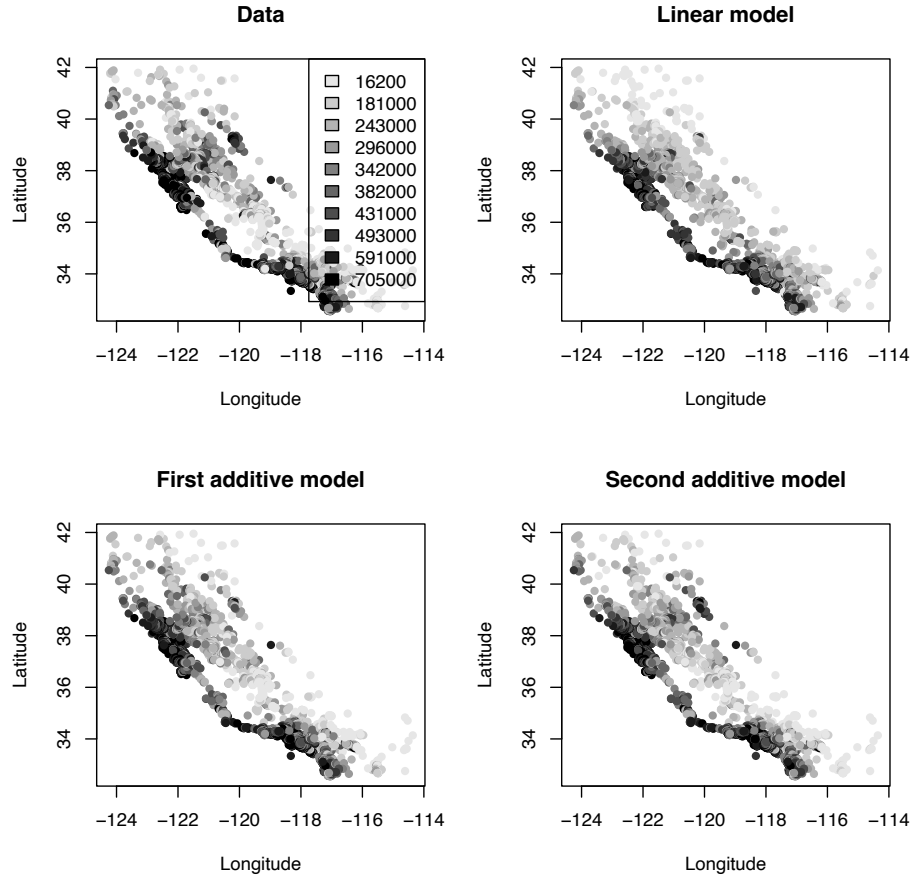 Data
42
40
38
36
34
Latitude
16200
181000
243000
296000
342000
382000
431000
493000
591000
705000
−124 −122 −120 −118 −116 −114
Longitude
Linear model
42
40
38
36
34
Latitude
−124 −122 −120 −118 −116 −114
Longitude
First additive model
42
40
38
36
34
Latitude
−124 −122 −120 −118 −116 −114
Longitude
Second additive model
42
40
38
36
34
Latitude
−124 −122 −120 −118 −116 −114
Longitude